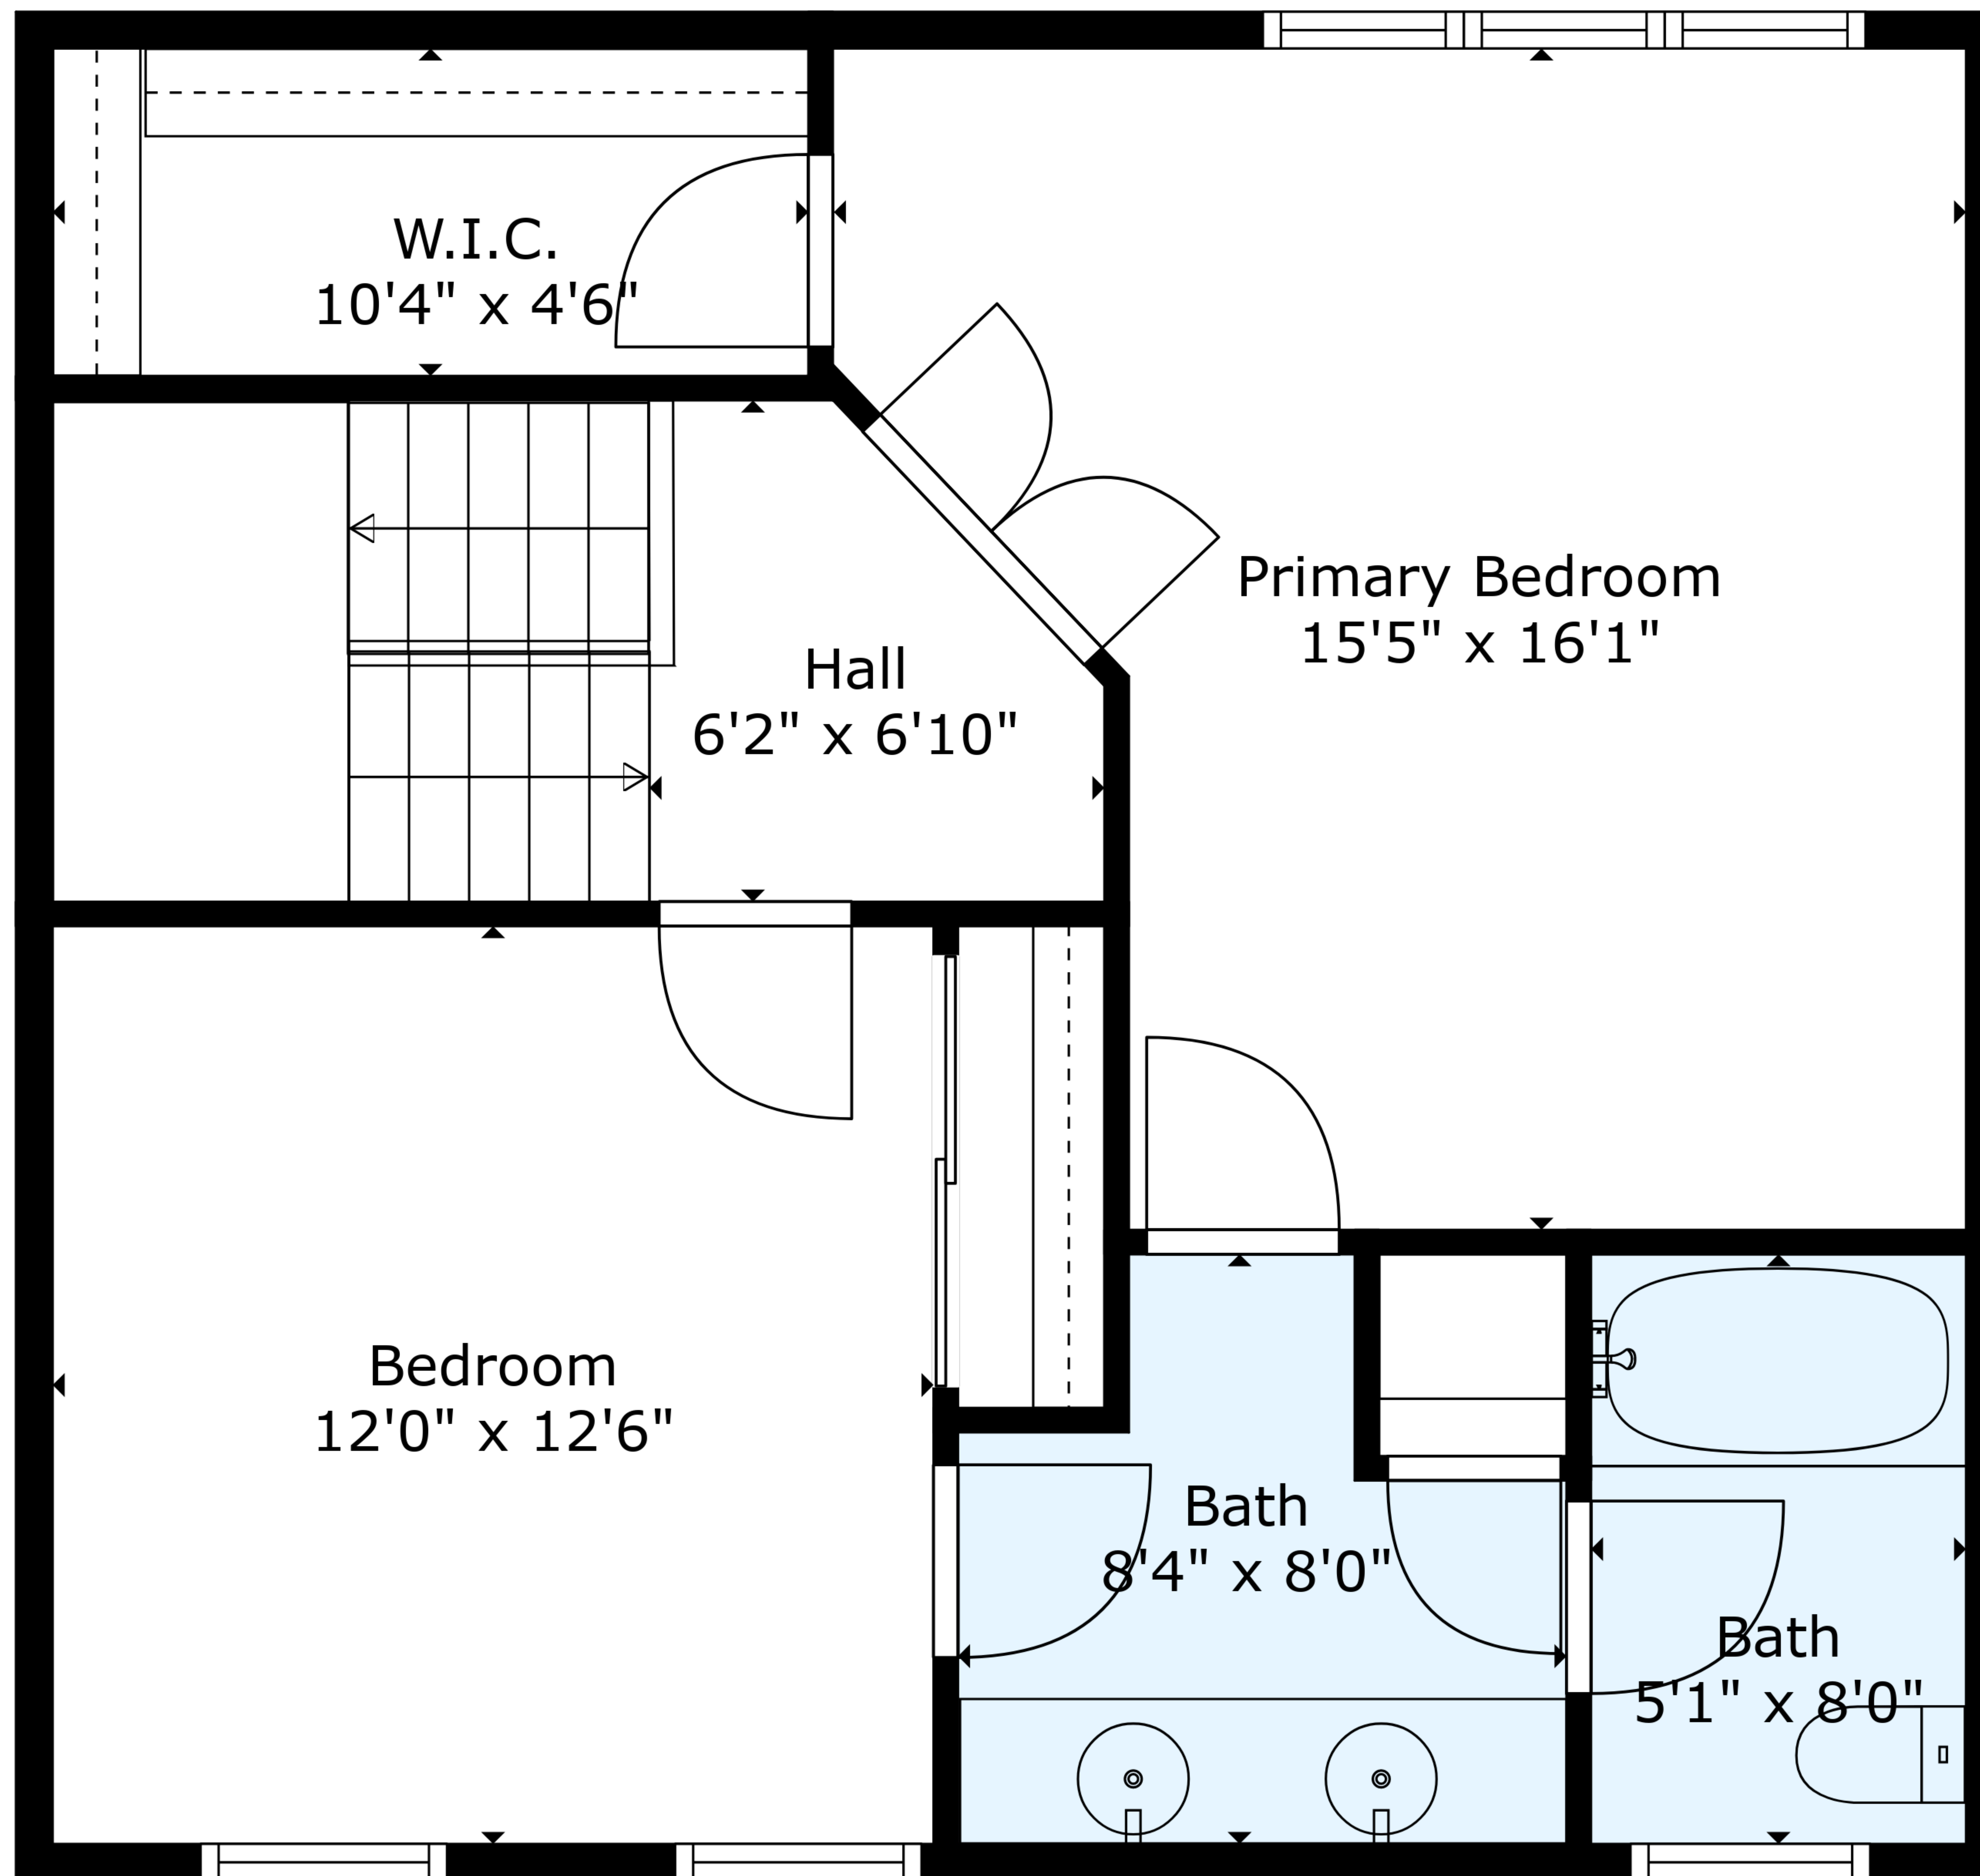 W.I.C.
10'4" x 4'6"
Primary Bedroom
15'5" x 16'1"
Hall
6'2" x 6'10"
Bedroom
12'0" x 12'6"
Bath
8'4" x 8'0"
Bath
5'1" x 8'0"